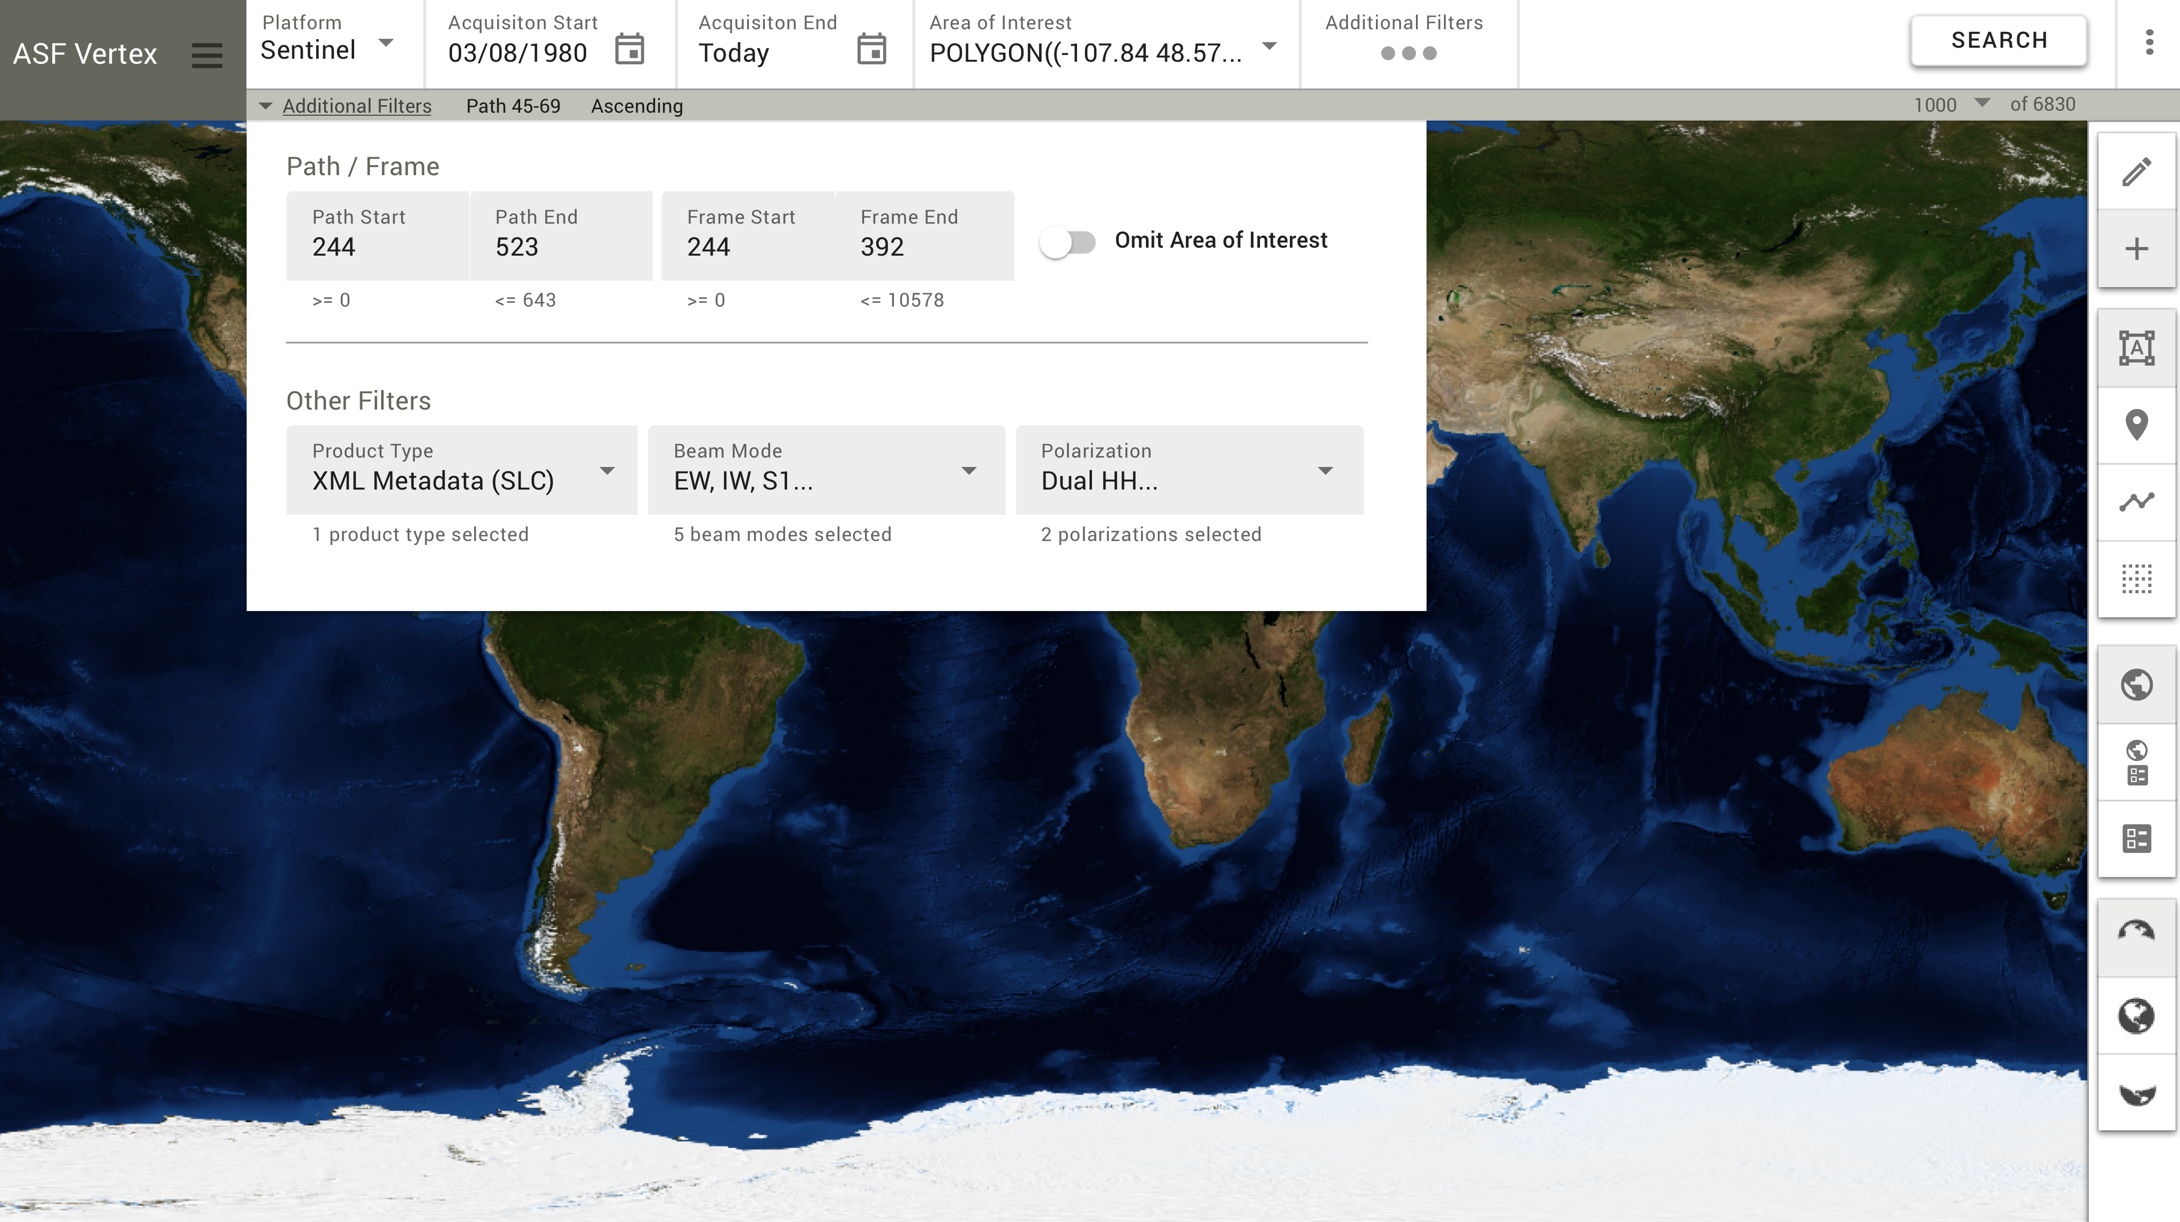 ASF Vertex
Platform
Sentinel
Acquisiton Start
03/08/1980
Acquisiton End
Today
Area of Interest
POLYGON((-107.84 48.57...
Additional Filters
SEARCH
Additional Filters Path 45-69 Ascending
1000 of 6830
Path / Frame
Path Start
244
>= 0
Path End
523
<= 643
Frame Start
244
>= 0
Frame End
392
<= 10578
Omit Area of Interest
Other Filters
Product Type
XML Metadata (SLC)
1 product type selected
Beam Mode
EW, IW, S1...
5 beam modes selected
Polarization
Dual HH...
2 polarizations selected
A